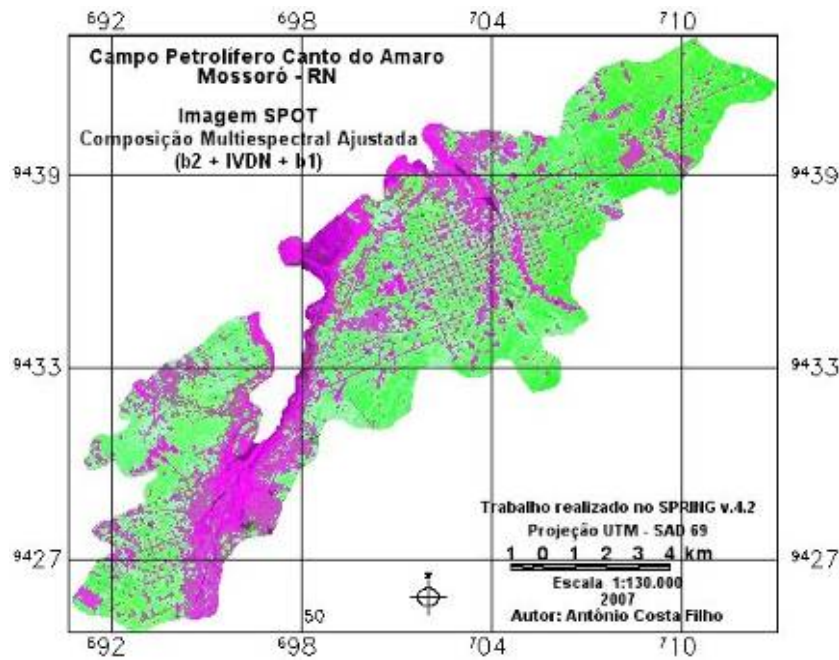 692 698 704 710
Campo Petrolífero Canto do Amaro
Mossoró - RN
Imagem SPOT
Composição Multiespectral Ajustada
(b2 + IVDN + b1)
9439 9439
9433 9433
Trabalho realizado no SPRING v.4.2
Projeção UTM - SAD 69
1 0 1 2 3 4 km
9427 9427
Escala 1:130.000
2007
Autor: Antônio Costa Filho
50
692 698 704 710